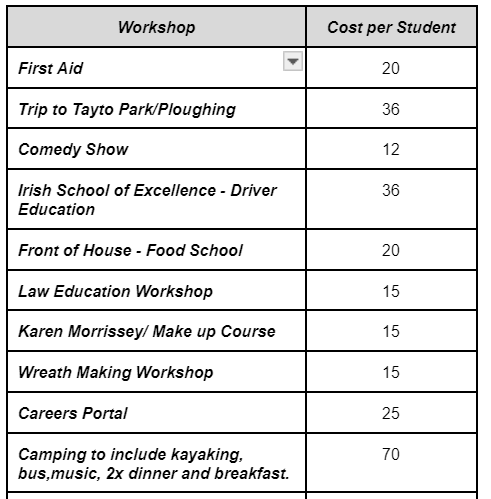 Workshop Cost per Student
First Aid 20
Trip to Tayto Park/Ploughing 36
Comedy Show 12
Irish School of Excellence - Driver 36
Education
Front of House - Food School 20
Law Education Workshop 15
Karen Morrissey/ Make up Course 15
Wreath Making Workshop 15
Careers Portal 25
Camping to include kayaking, 70
bus,music, 2x dinner and breakfast.